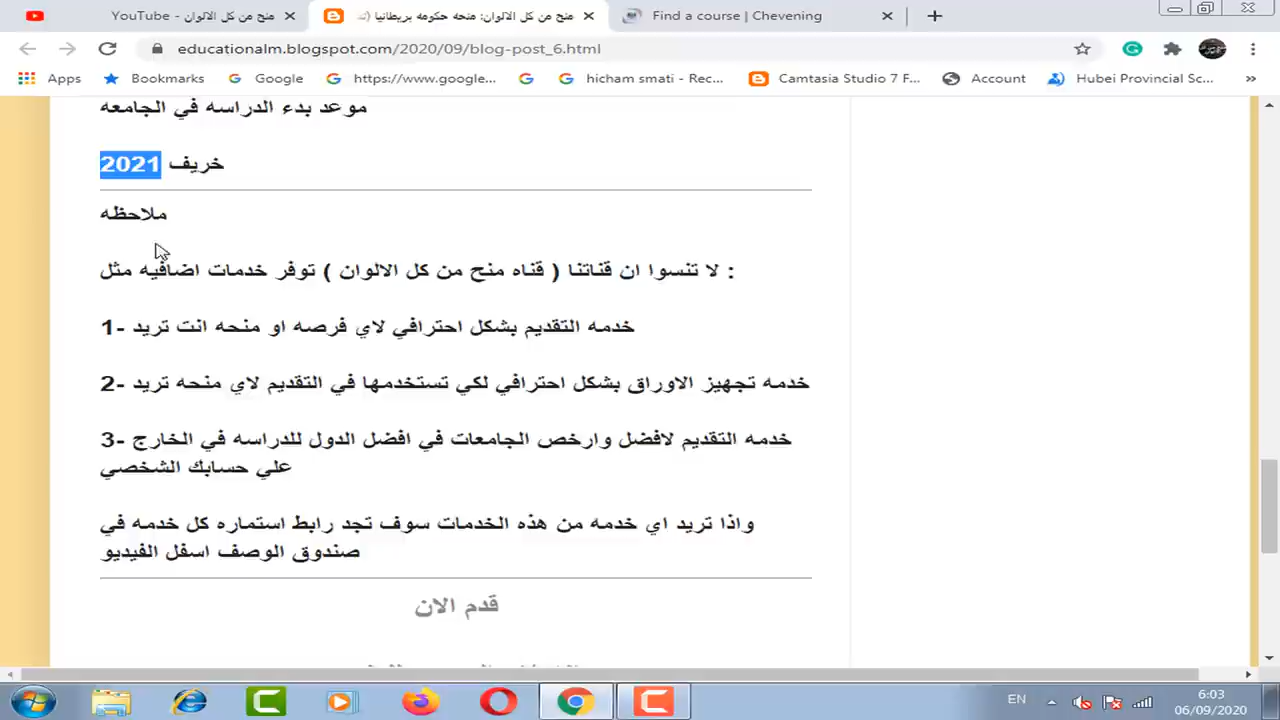 منح من كل الالوان - YouTube
منح من كل الالوان: منحه حكومه بريطانيا
Find a course | Chevening
educationalm.blogspot.com/2020/09/blog-post_6.html
Apps
Bookmarks
Google
https://www.google...
hicham smati - Rec...
Camtasia Studio 7 F...
Account
Hubei Provincial Sc...
»
موعد بدء الدراسه في الجامعه
خريف 2021
ملاحظه
: لا تنسوا ان قناتنا ( قناه منح من كل الالوان ) توفر خدمات اضافيه مثل
1- خدمه التقديم بشكل احترافي لاي فرصه او منحه انت تريد
2- خدمه تجهيز الاوراق بشكل احترافي لكي تستخدمها في التقديم لاي منحه تريد
3- خدمه التقديم لافضل وارخص الجامعات في افضل الدول للدراسه في الخارج
علي حسابك الشخصي
واذا تريد اي خدمه من هذه الخدمات سوف تجد رابط استماره كل خدمه في
صندوق الوصف اسفل الفيديو
قدم الان
EN
6:03
06/09/2020